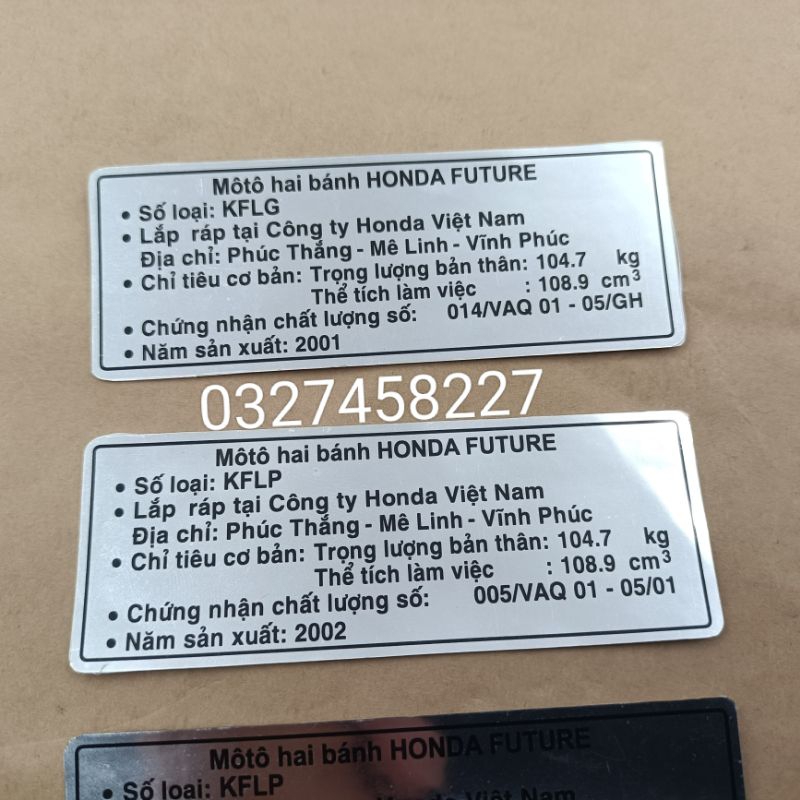 Môtô hai bánh HONDA FUTURE
• Số loại: KFLG
• Lắp ráp tại Công ty Honda Việt Nam
Địa chỉ: Phúc Thắng - Mê Linh - Vĩnh Phúc
• Chỉ tiêu cơ bản: Trọng lượng bản thân: 104.7 kg
Thể tích làm việc : 108.9 cm³
• Chứng nhận chất lượng số: 014/VAQ 01 - 05/GH
• Năm sản xuất: 2001
0327458227
Môtô hai bánh HONDA FUTURE
• Số loại: KFLP
• Lắp ráp tại Công ty Honda Việt Nam
Địa chỉ: Phúc Thắng - Mê Linh - Vĩnh Phúc
• Chỉ tiêu cơ bản: Trọng lượng bản thân: 104.7 kg
Thể tích làm việc : 108.9 cm³
• Chứng nhận chất lượng số: 005/VAQ 01 - 05/01
• Năm sản xuất: 2002
Môtô hai bánh HONDA FUTURE
• Số loại: KFLP
Honda Việt Nam